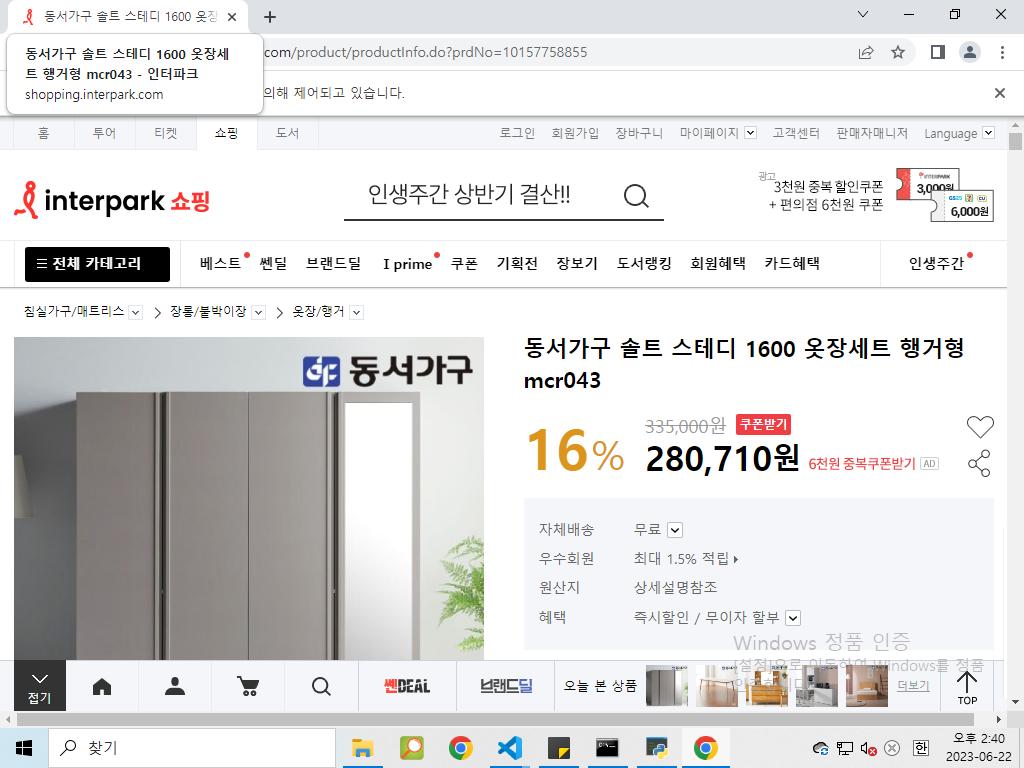 동서가구 솔트 스테디 1600 옷장
동서가구 솔트 스테디 1600 옷장세
트 행거형 mcr043 - 인터파크
shopping.interpark.com
com/product/productInfo.do?prdNo=10157758855
의해 제어되고 있습니다.
홈 투어 티켓 쇼핑 도서 로그인 회원가입 장바구니 마이페이지 고객센터 판매자매니저 Language
interpark 쇼핑
인생주간 상반기 결산!!
광고
3천원 중복 할인쿠폰
+ 편의점 6천원 쿠폰
INTERPARK
3,000원
GS25 CU
6,000원
전체 카테고리 베스트 쎈딜 브랜드딜 I prime 쿠폰 기획전 장보기 도서랭킹 회원혜택 카드혜택 인생주간
침실가구/매트리스 장롱/붙박이장 옷장/행거
동서가구
동서가구 솔트 스테디 1600 옷장세트 행거형
mcr043
16% 335,000원 쿠폰받기
280,710원 6천원 중복쿠폰받기 AD
자체배송 무료
우수회원 최대 1.5% 적립
원산지 상세설명참조
혜택 즉시할인 / 무이자 할부
Windows 정품 인증
[설정]으로 이동하여 Windows를 정품
접기
쎈DEAL
브랜드딜
오늘 본 상품
더보기
TOP
찾기
한
오후 2:40
2023-06-22